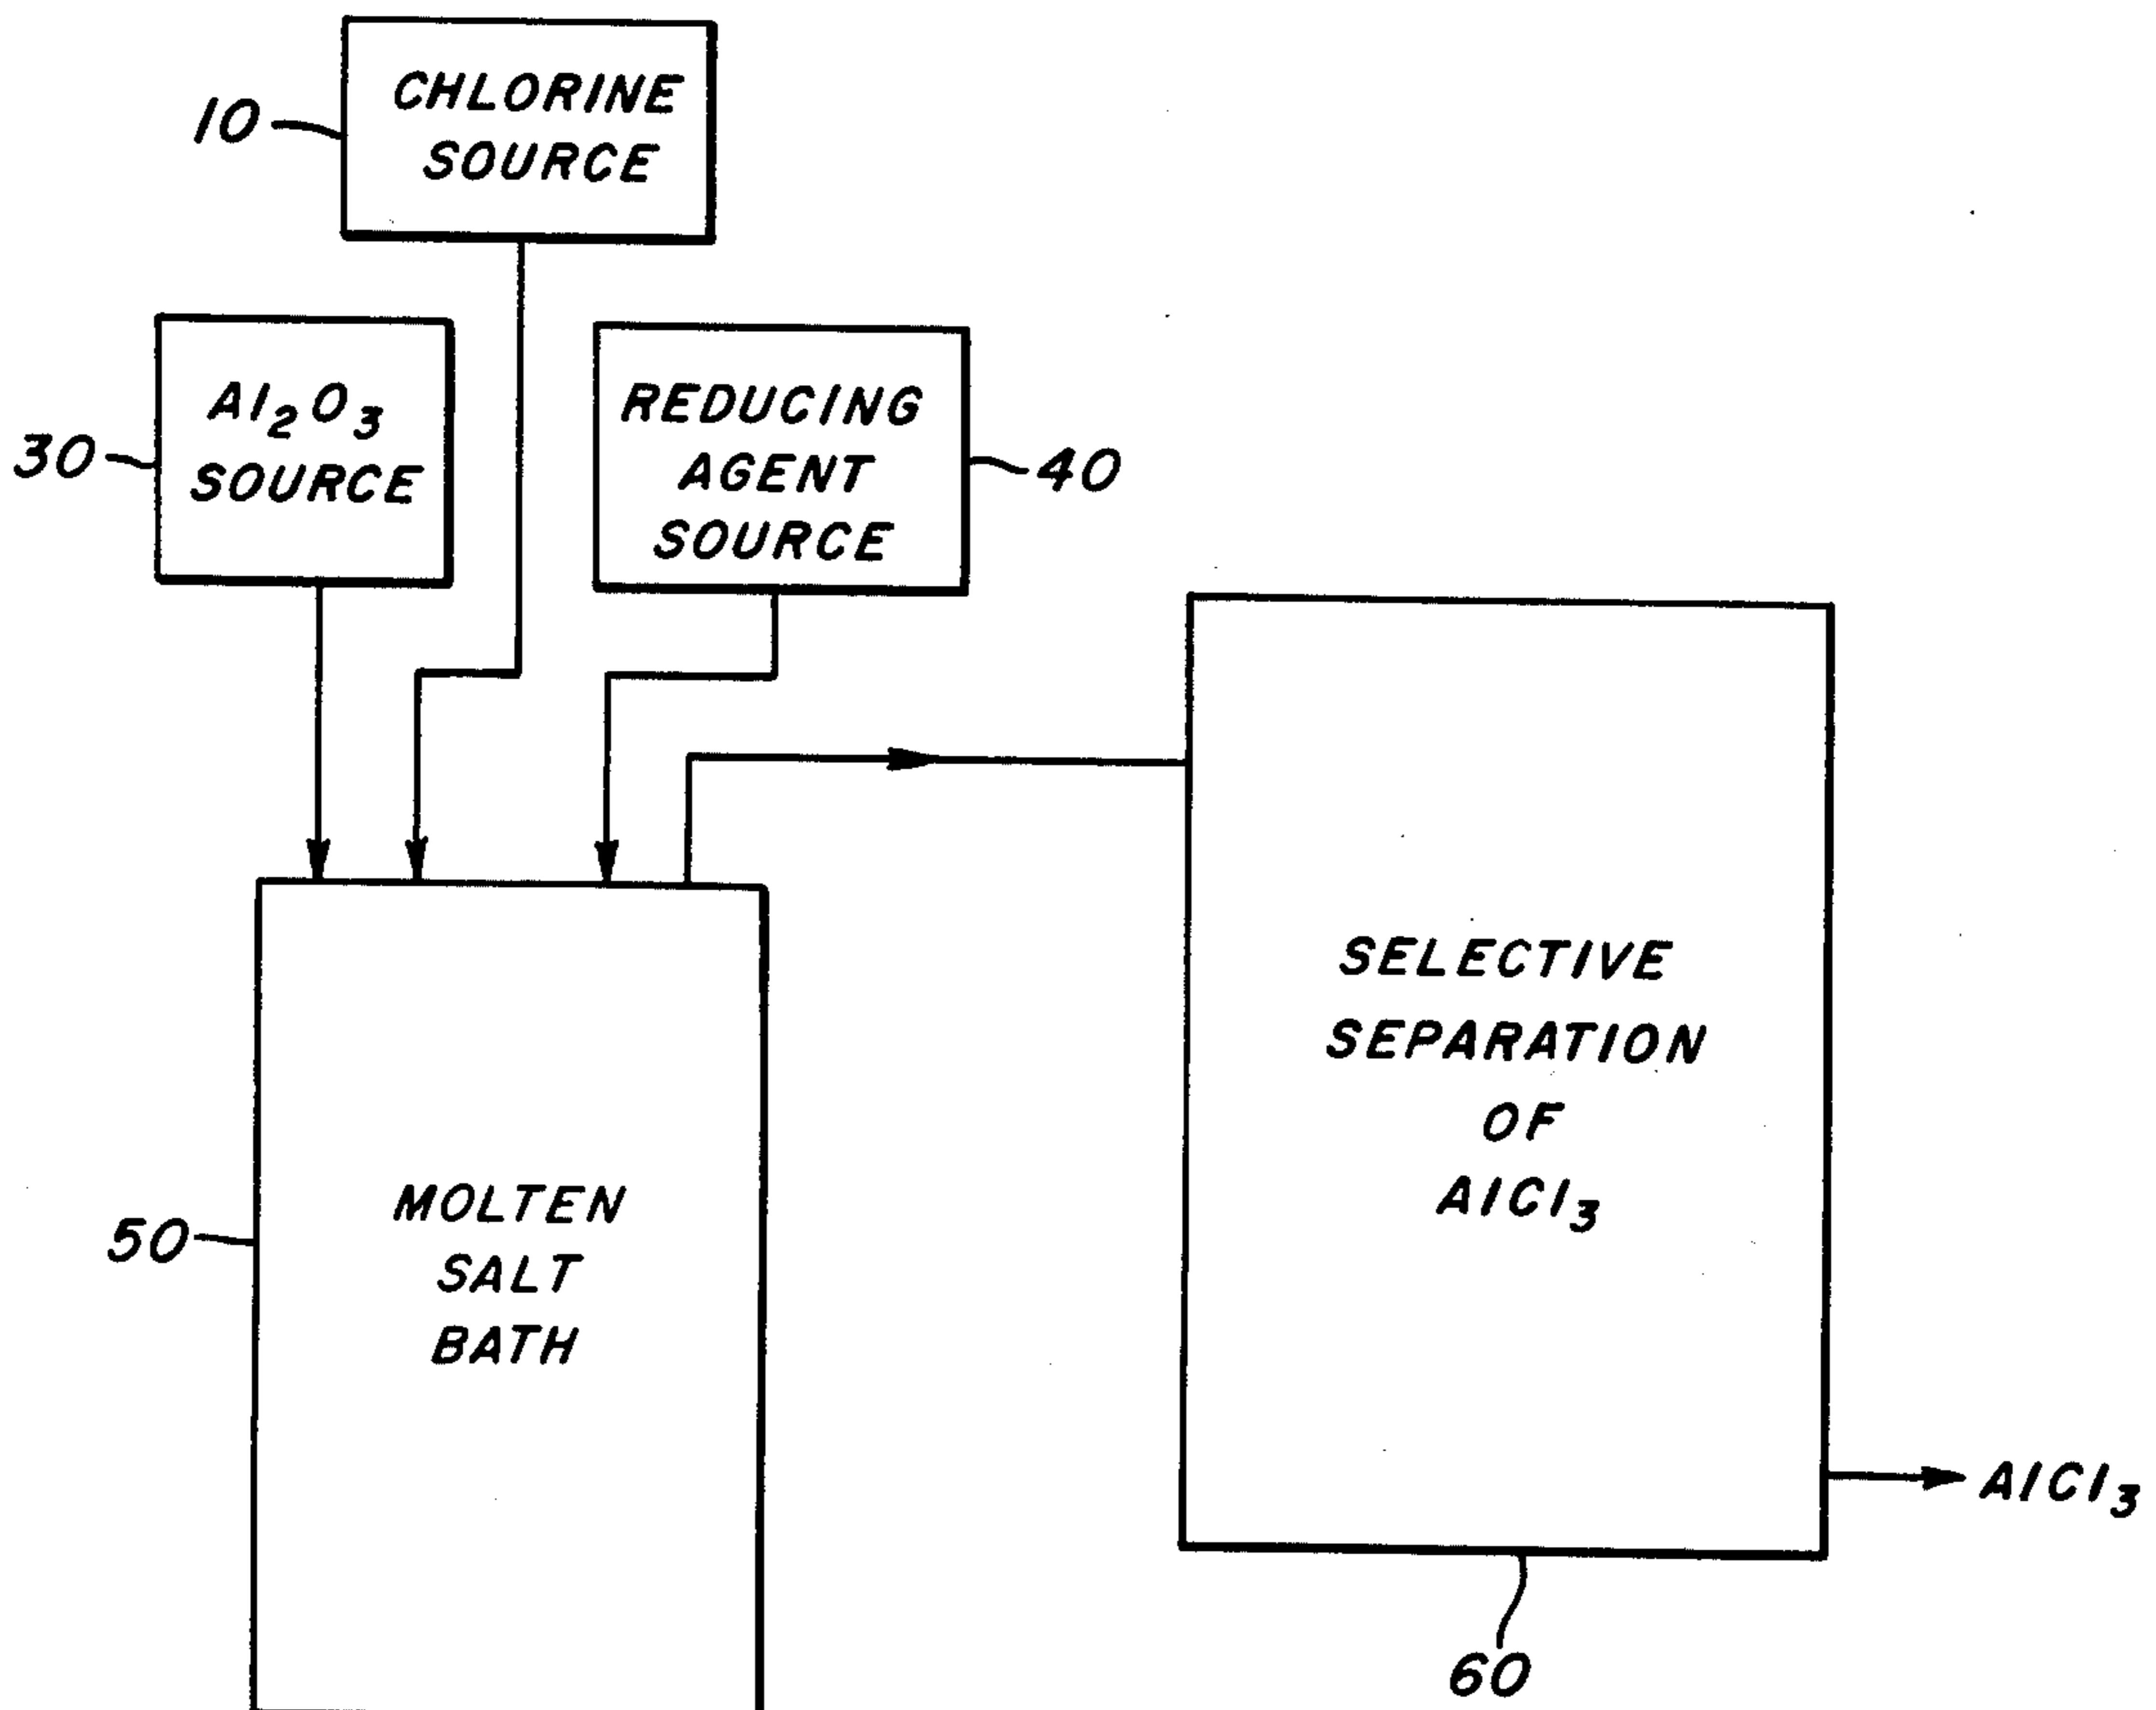 CHLORINE
SOURCE
10
Al₂O₃
SOURCE
30
REDUCING
AGENT
SOURCE
40
SELECTIVE
SEPARATION
OF
AlCl₃
MOLTEN
SALT
BATH
50
AlCl₃
60